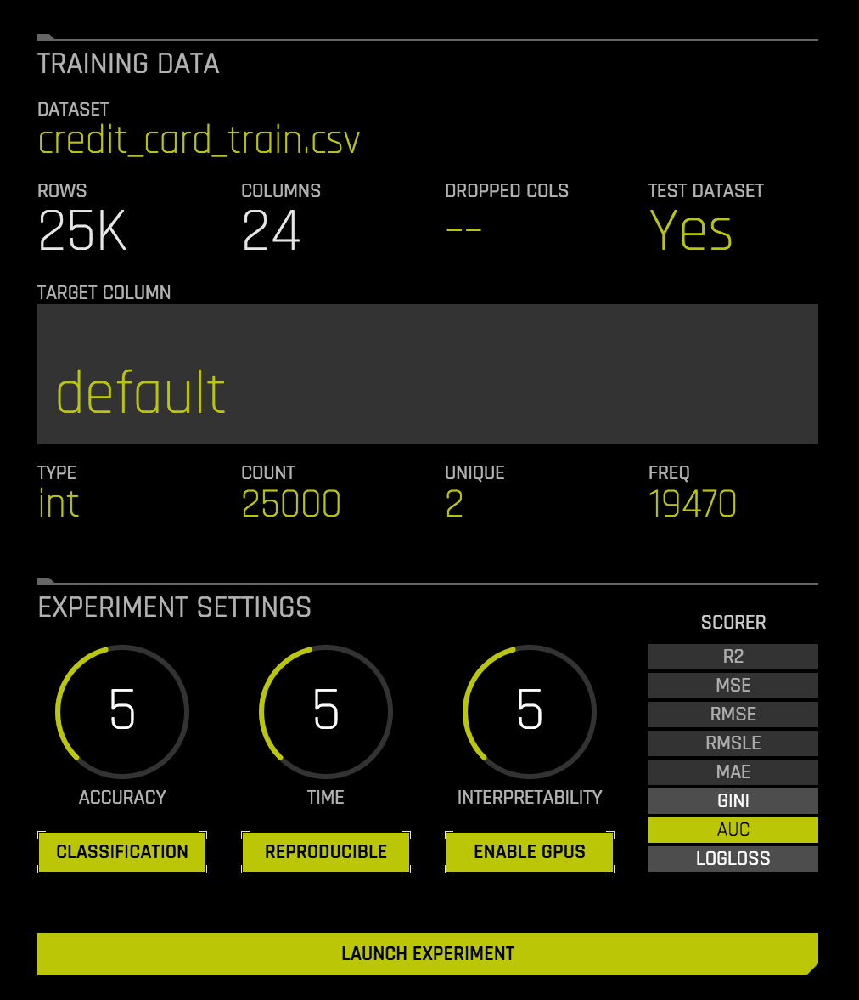 TRAINING DATA
DATASET
credit_card_train.csv
ROWS COLUMNS DROPPED COLS TEST DATASET
25K 24 -- Yes
TARGET COLUMN
default
TYPE COUNT UNIQUE FREQ
int 25000 2 19470
EXPERIMENT SETTINGS
SCORER
R2
MSE
RMSE
RMSLE
MAE
GINI
AUC
LOGLOSS
5 5 5
ACCURACY TIME INTERPRETABILITY
CLASSIFICATION REPRODUCIBLE ENABLE GPUS
LAUNCH EXPERIMENT